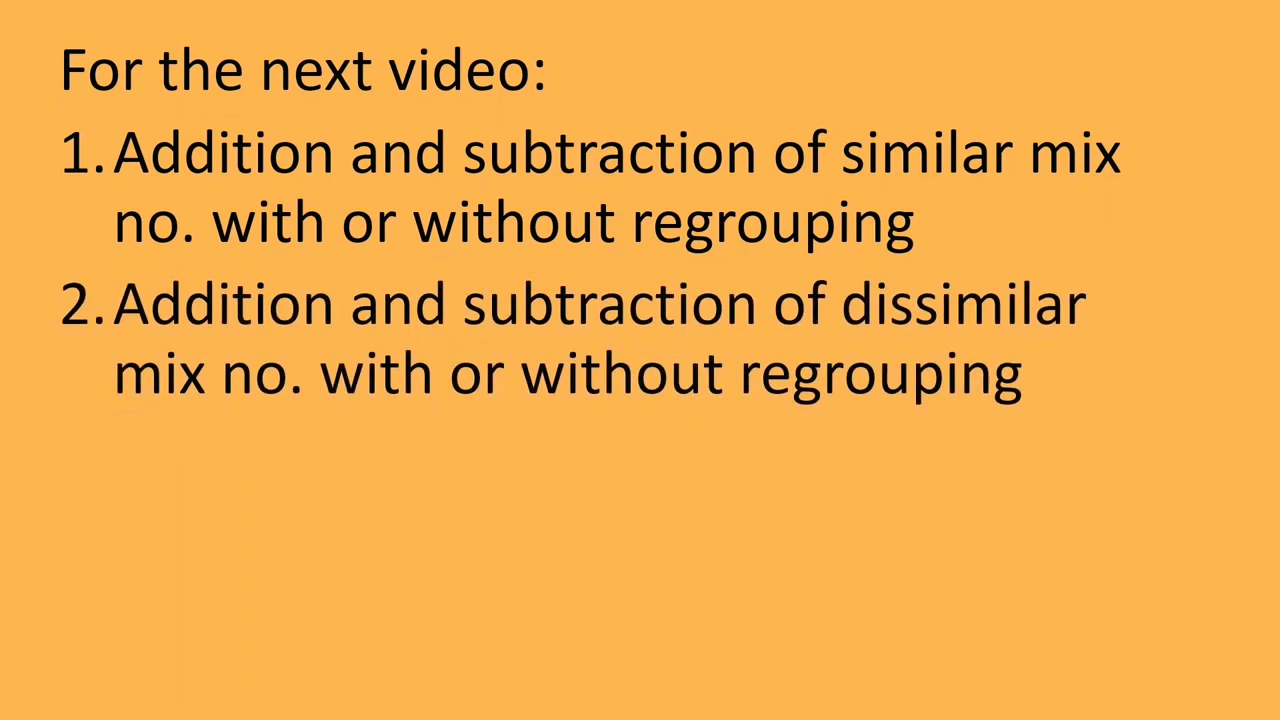 For the next video:
1. Addition and subtraction of similar mix
no. with or without regrouping
2. Addition and subtraction of dissimilar
mix no. with or without regrouping